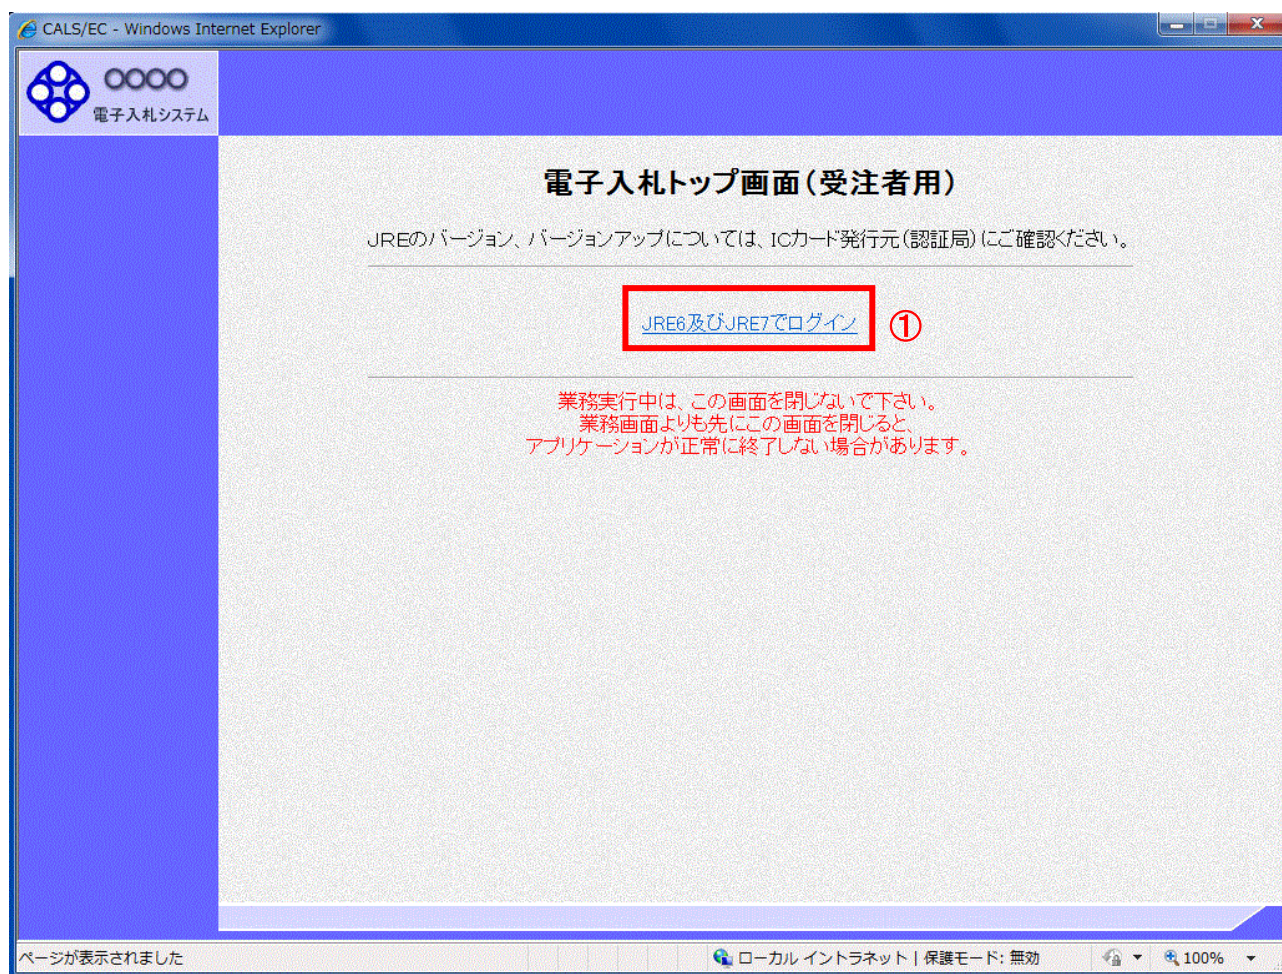 CALS/EC - Windows Internet Explorer
○○○○
電子入札システム
電子入札トップ画面(受注者用)
JREのバージョン、バージョンアップについては、ICカード発行元(認証局)にご確認ください。
JRE6及びJRE7でログイン
①
業務実行中は、この画面を閉じないで下さい。
業務画面よりも先にこの画面を閉じると、
アプリケーションが正常に終了しない場合があります。
ページが表示されました
ローカル イントラネット | 保護モード: 無効
100%